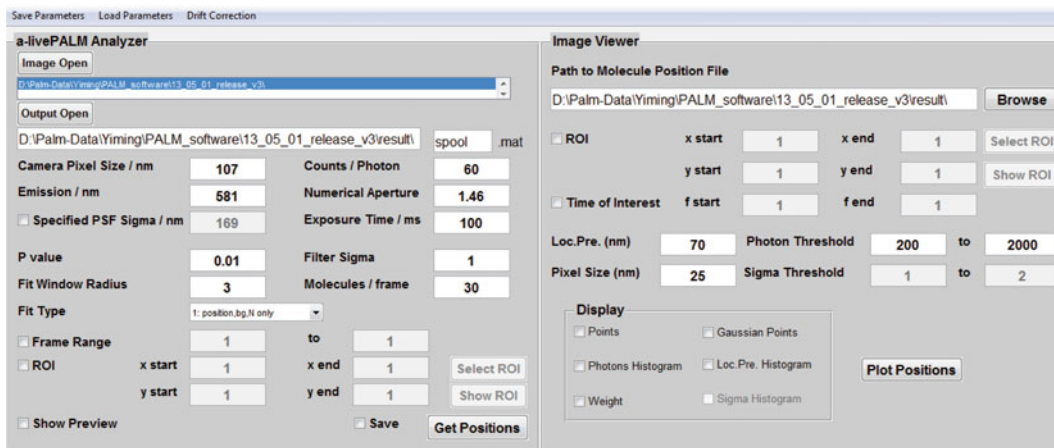 Save Parameters Load Parameters Drift Correction
a-livePALM Analyzer
Image Open
D:\Palm-Data\Yiming\PALM_software\13_05_01_release_v3\
Output Open
D:\Palm-Data\Yiming\PALM_software\13_05_01_release_v3\result\ spool .mat
Camera Pixel Size / nm 107 Counts / Photon 60
Emission / nm 581 Numerical Aperture 1.46
Specified PSF Sigma / nm 169 Exposure Time / ms 100
P value 0.01 Filter Sigma 1
Fit Window Radius 3 Molecules / frame 30
Fit Type 1: position,bg,N only
Frame Range 1 to 1
ROI x start 1 x end 1 Select ROI
y start 1 y end 1 Show ROI
Show Preview Save Get Positions
Image Viewer
Path to Molecule Position File
D:\Palm-Data\Yiming\PALM_software\13_05_01_release_v3\result\ Browse
ROI x start 1 x end 1 Select ROI
y start 1 y end 1 Show ROI
Time of Interest f start 1 f end 1
Loc.Pre. (nm) 70 Photon Threshold 200 to 2000
Pixel Size (nm) 25 Sigma Threshold 1 to 2
Display
Points Gaussian Points
Photons Histogram Loc.Pre. Histogram
Weight Sigma Histogram
Plot Positions